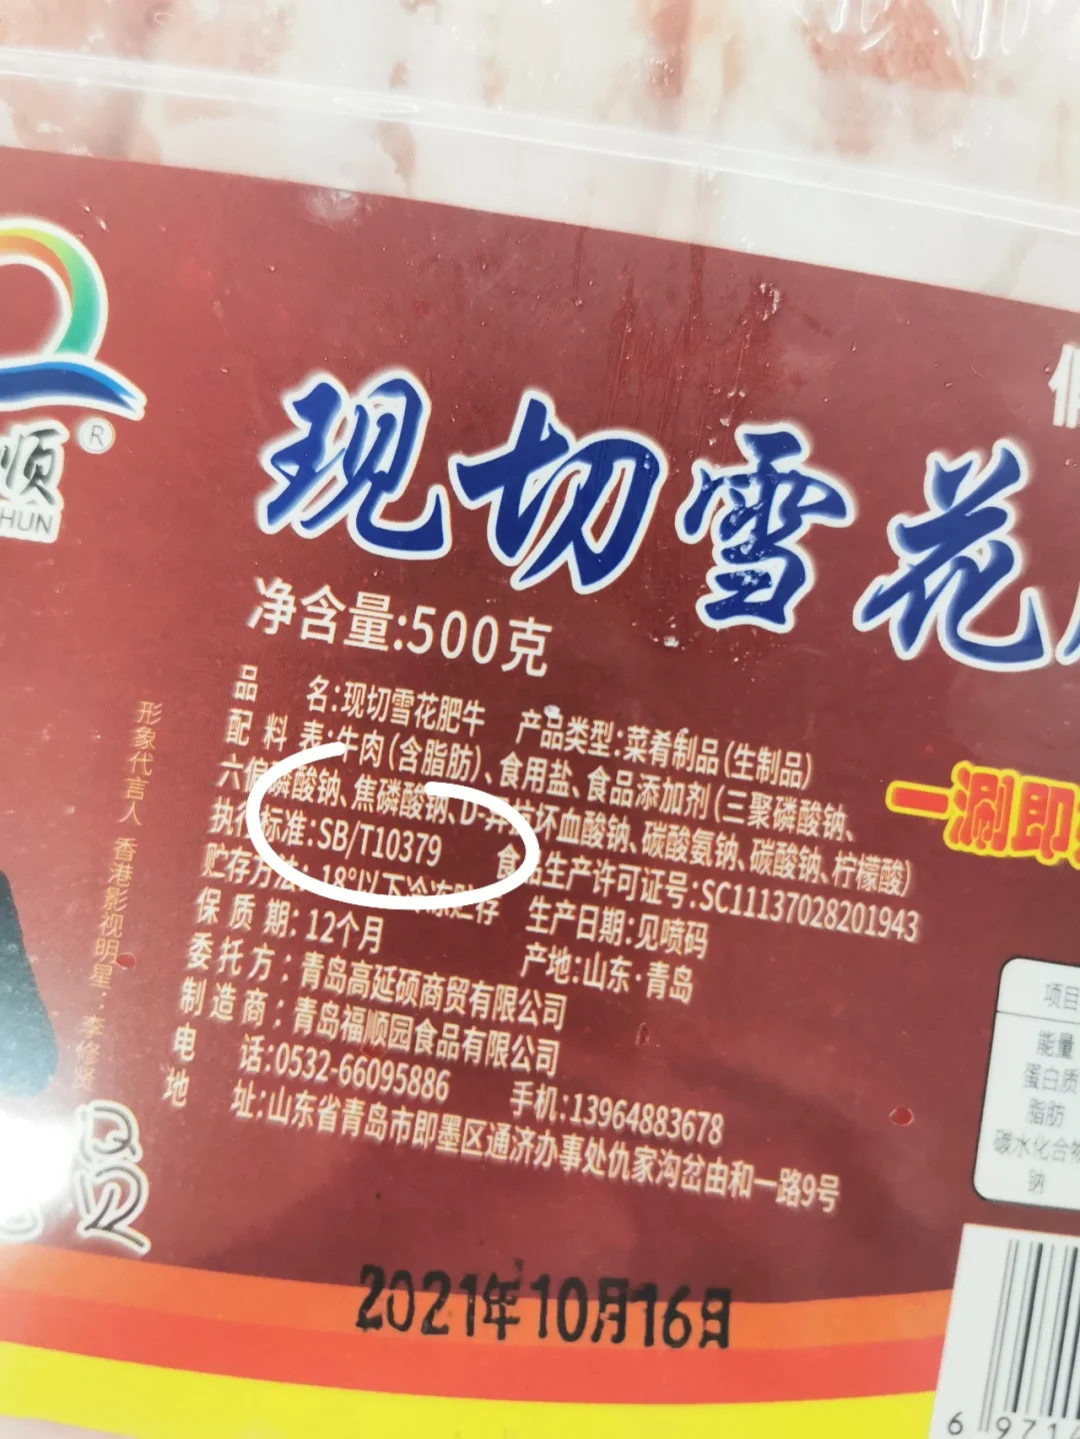 顺®
HUN
现切雪花
净含量:500克
品 名:现切雪花肥牛 产品类型:菜肴制品(生制品)
配料表:牛肉(含脂肪)、食用盐、食品添加剂(三聚磷酸钠、
六偏磷酸钠、焦磷酸钠、D-异抗坏血酸钠、碳酸氢钠、碳酸钠、柠檬酸)
执行标准:SB/T10379 食品生产许可证号:SC11137028201943
贮存方法:-18°以下冷冻贮存 生产日期:见喷码
保质期:12个月 产地:山东·青岛
委托方:青岛高延硕商贸有限公司
制造商:青岛福顺园食品有限公司
电 话:0532-66095886 手机:13964883678
地 址:山东省青岛市即墨区通济办事处仇家沟岔由和一路9号
形象代言人 香港影视明星:李修贤
一涮即
项目
能量
蛋白质
脂肪
碳水化合物
钠
2021年10月16日
6 971